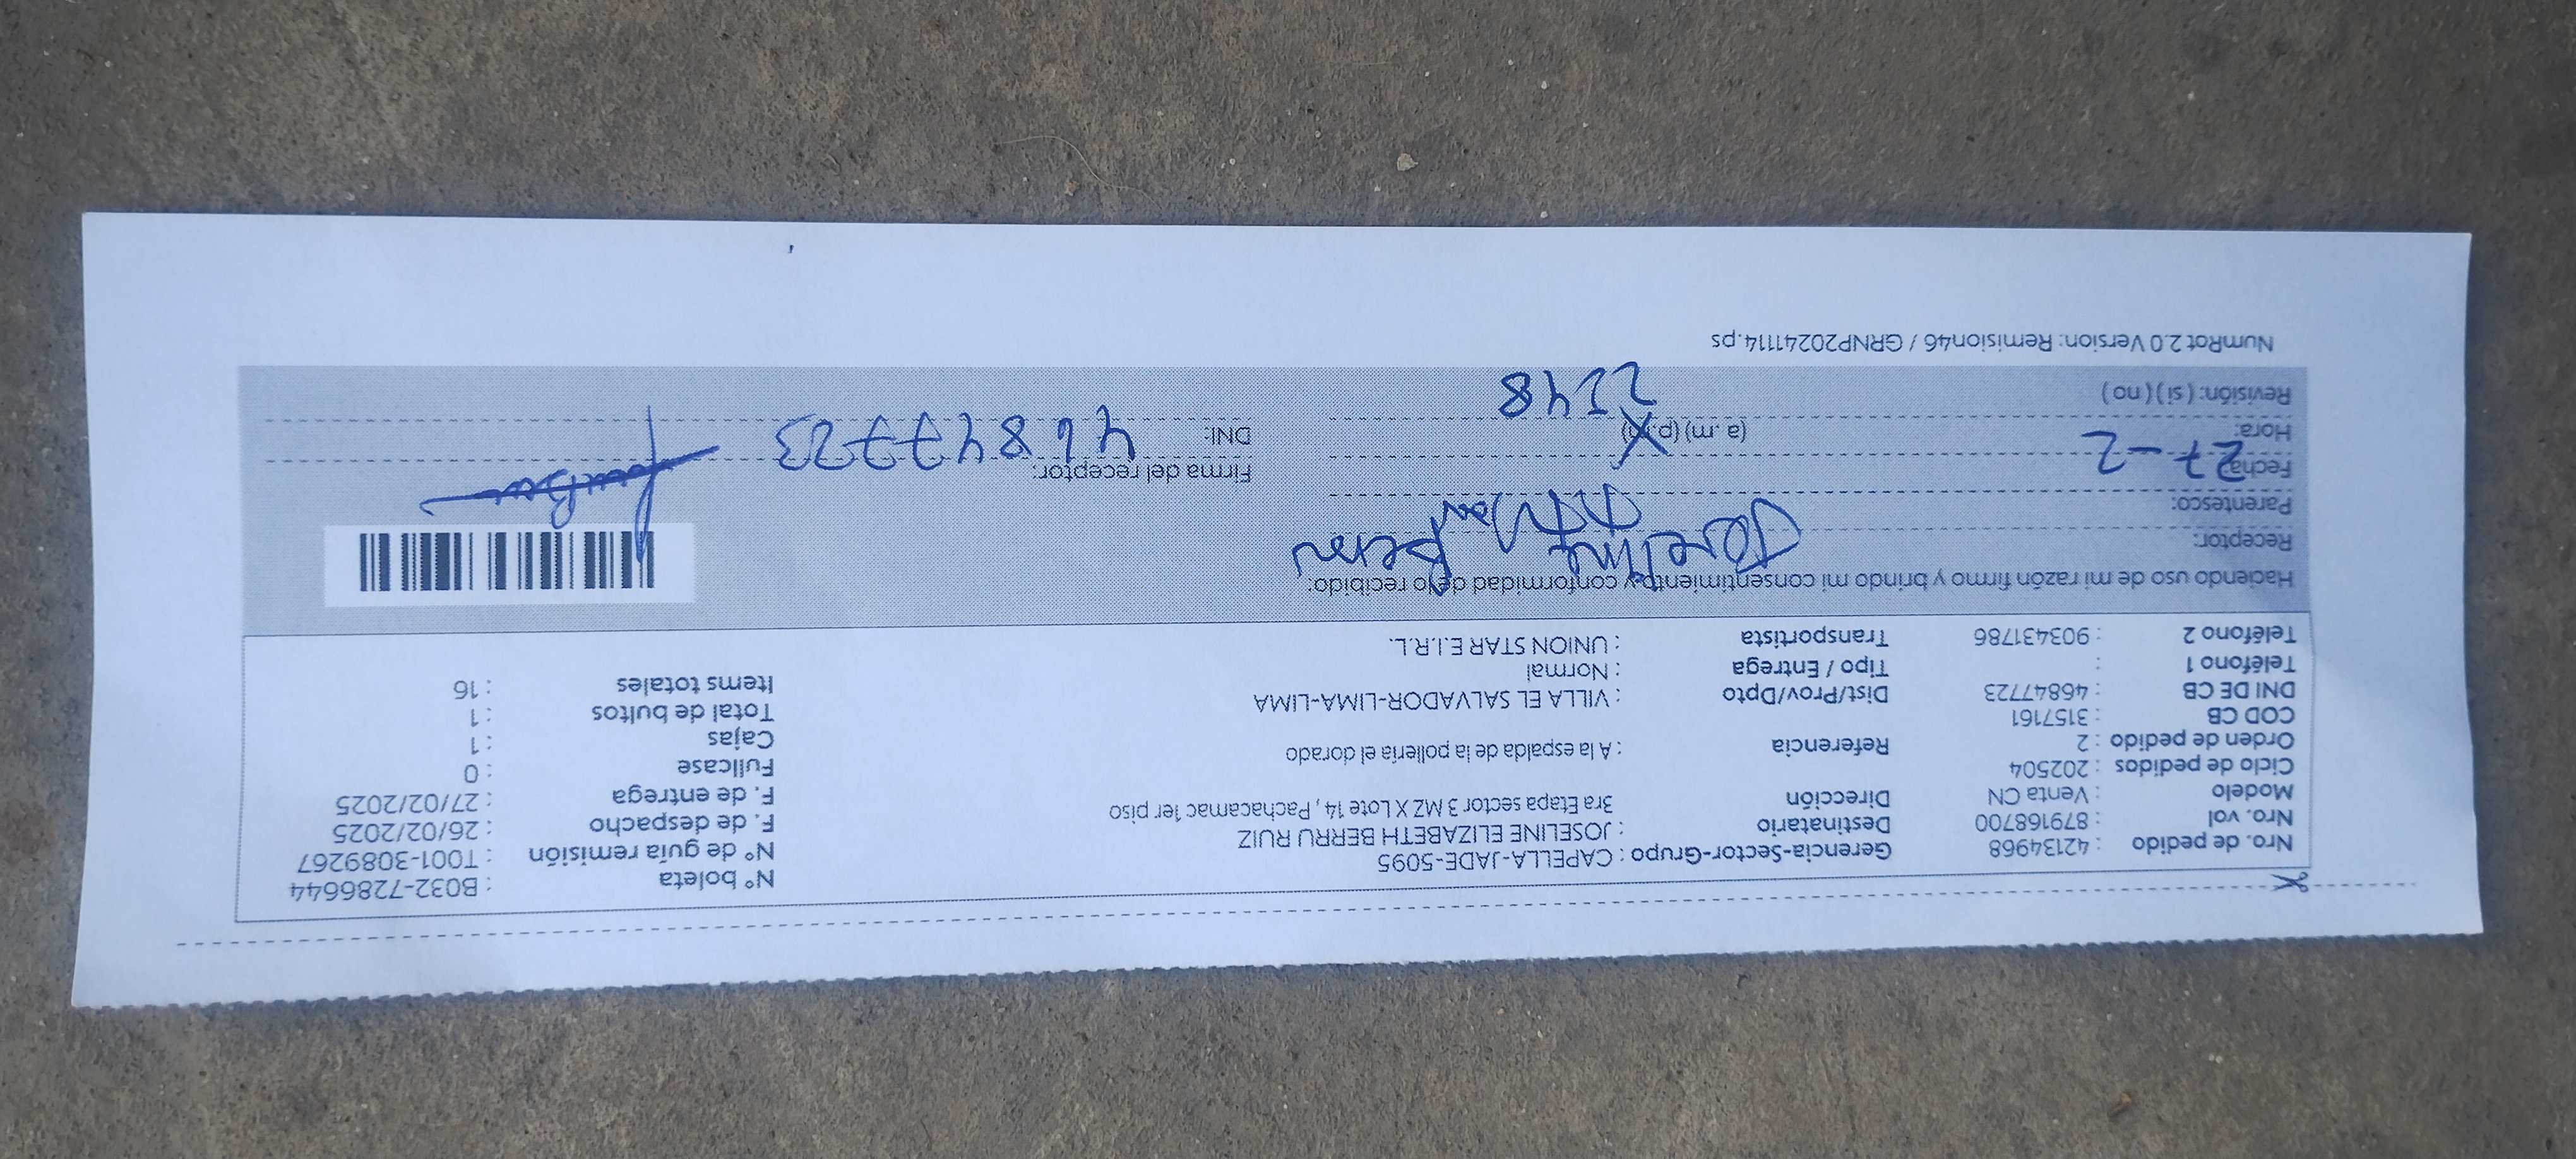 Nro. de pedido : 42134968
Nro. vol : 879168700
Modelo : Venta CN
Ciclo de pedidos : 202504
Orden de pedido : 2
COD CB : 3157161
DNI DE CB : 46847723
Teléfono 1 :
Teléfono 2 : 903431786
Gerencia-Sector-Grupo : CAPELLA-JADE-5095
Destinatario : JOSELINE ELIZABETH BERRU RUIZ
Dirección 3ra Etapa sector 3 MZ X Lote 14 , Pachacamac 1er piso
Referencia : A la espalda de la polleria el dorado
Dist/Prov/Dpto : VILLA EL SALVADOR-LIMA-LIMA
Tipo / Entrega : Normal
Transportista : UNION STAR E.I.R.L.
N° boleta : B032-7286644
N° de guía remisión : T001-3089267
F. de despacho : 26/02/2025
F. de entrega : 27/02/2025
Fullcase : 0
Cajas : 1
Total de bultos : 1
Items totales : 16
Haciendo uso de mi razón firmo y brindo mi consentimiento y conformidad de lo recibido:
Receptor: Joseline Berru
Parentesco:
Fecha: 27-2
Hora: (a .m) (p.m)
Revisión: ( si ) ( no )
Firma del receptor:
DNI: 46847723
NumRot 2.0 Version: Remision46 / GRNP20241114.ps